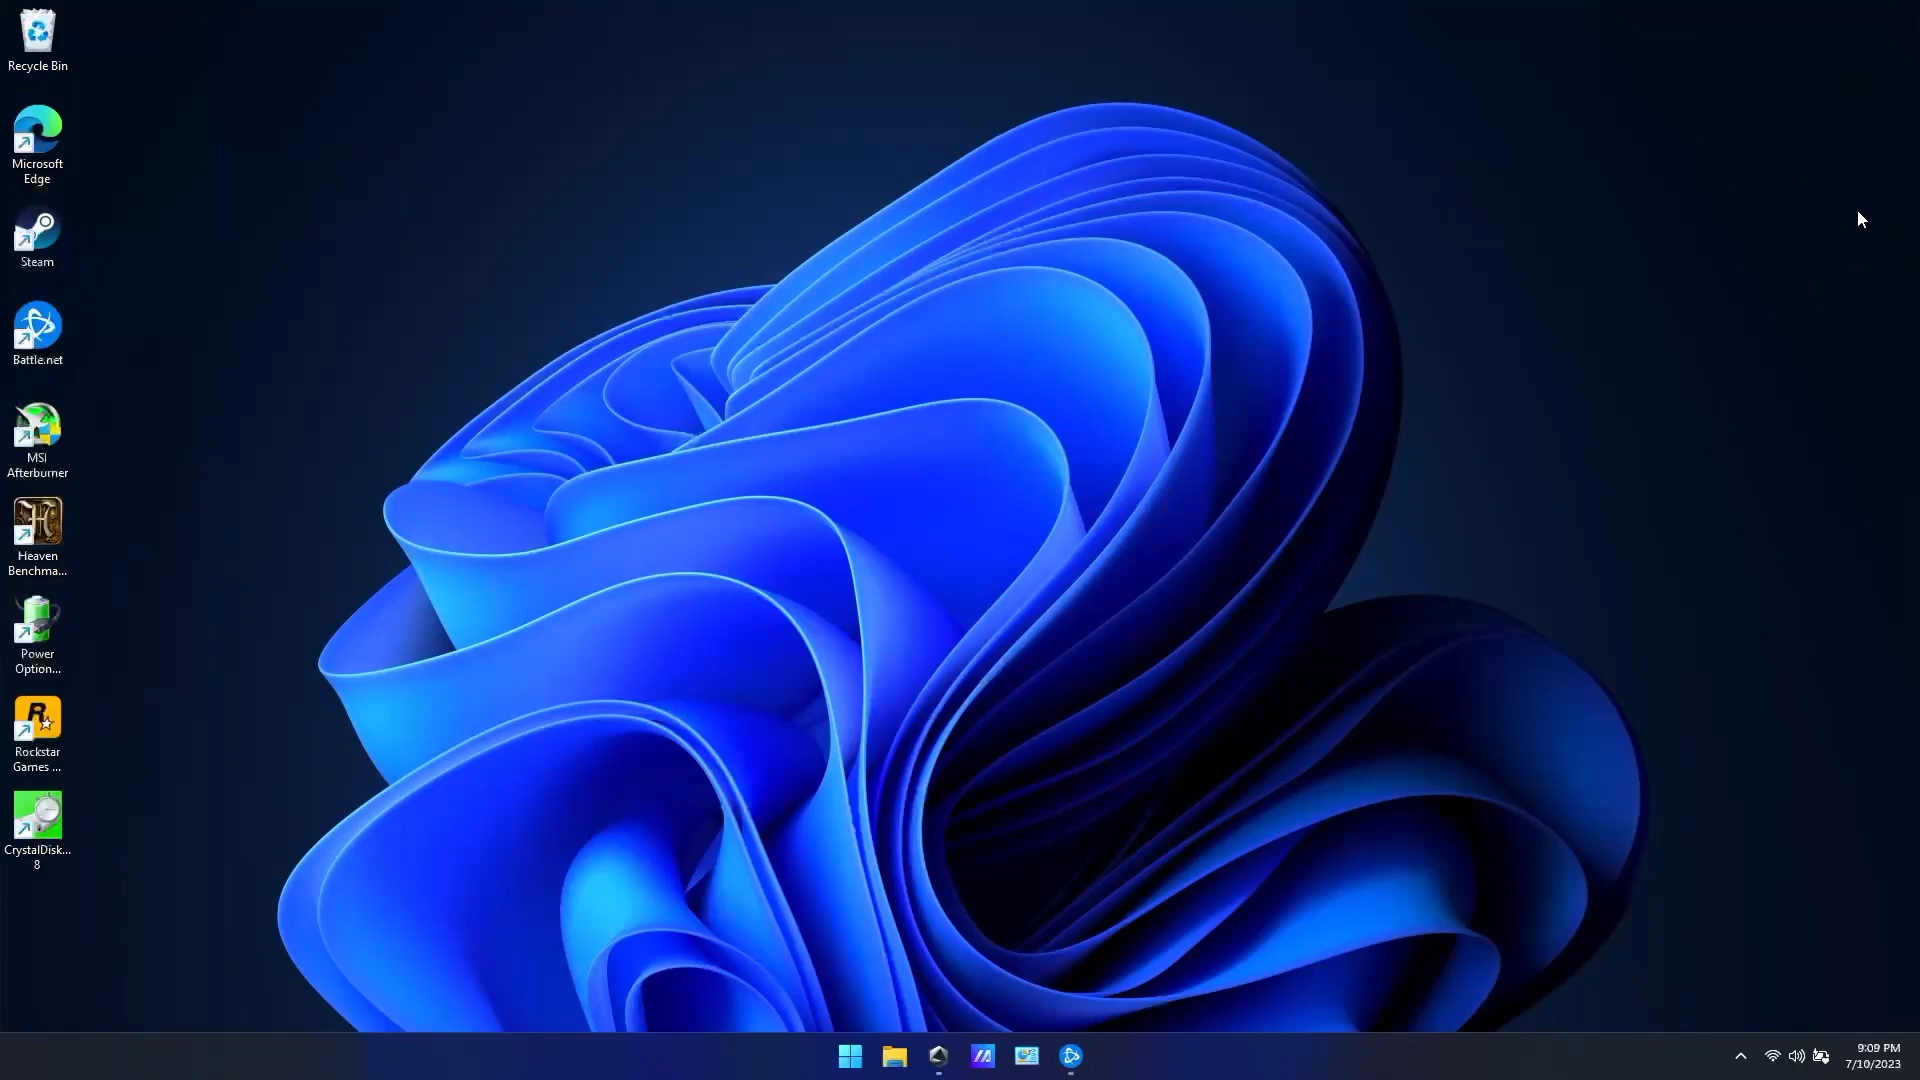 Recycle Bin
Microsoft
Edge
Steam
Battle.net
MSI
Afterburner
Heaven
Benchma...
Power
Option...
Rockstar
Games ...
CrystalDisk...
8
9:09 PM
7/10/2023